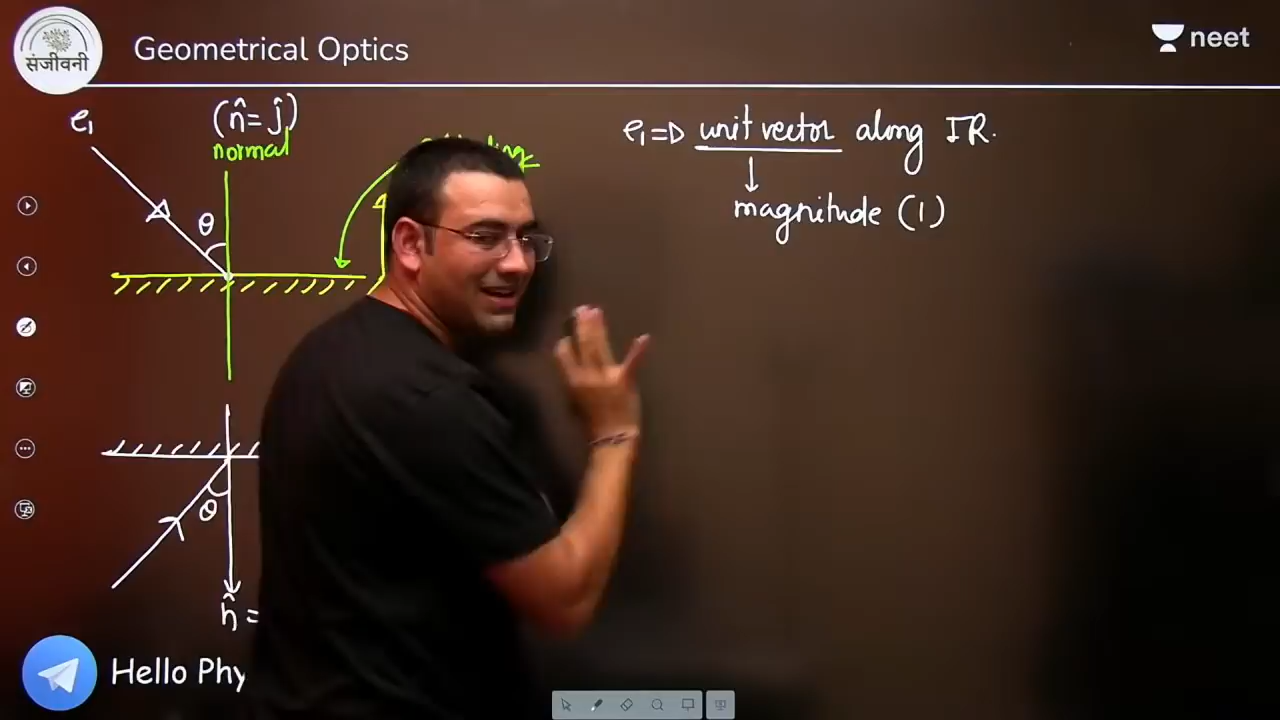 संजीवनी
Geometrical Optics
neet
e₁
(n̂ = ĵ)
normal
θ
e₁ ⇒ unit vector along IR.
magnitude (1)
θ
n̂ =
Hello Phy